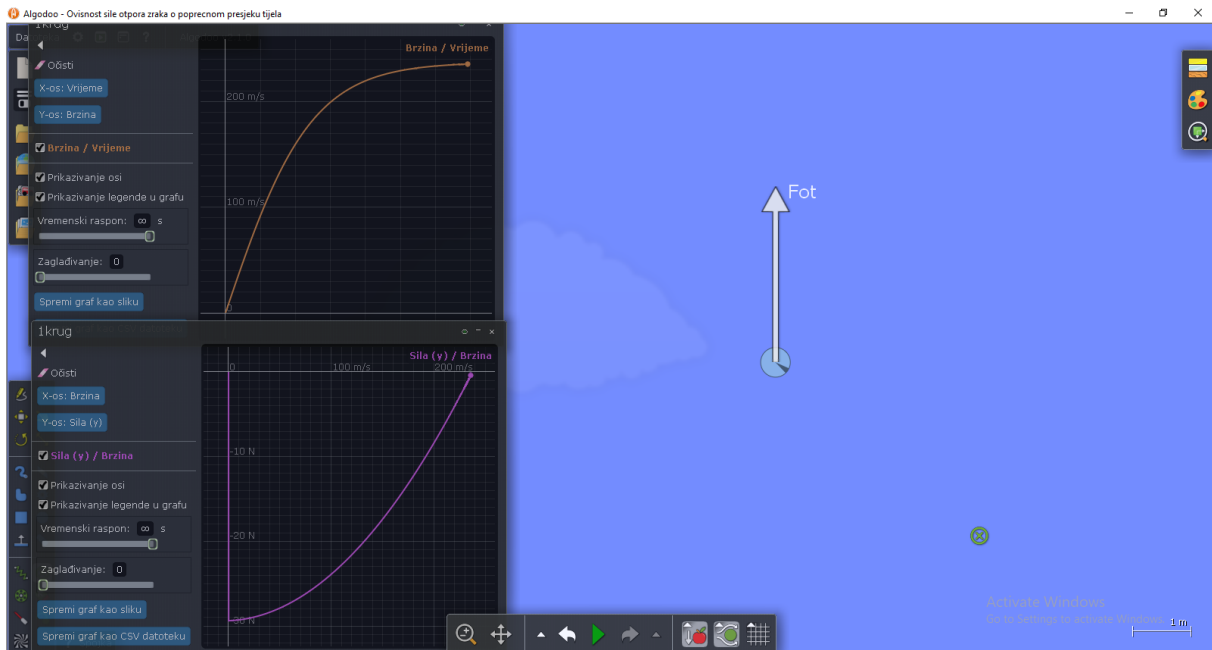 Algodoo - Ovisnost sile otpora zraka o poprecnom presjeku tijela
1krug
Očisti
X-os: Vrijeme
Y-os: Brzina
Brzina / Vrijeme
Prikazivanje osi
Prikazivanje legende u grafu
Vremenski raspon: ∞ s
Zaglađivanje: 0
Spremi graf kao sliku
Brzina / Vrijeme
200 m/s
100 m/s
0
1krug
Očisti
X-os: Brzina
Y-os: Sila (y)
Sila (y) / Brzina
Prikazivanje osi
Prikazivanje legende u grafu
Vremenski raspon: ∞ s
Zaglađivanje: 0
Spremi graf kao sliku
Spremi graf kao CSV datoteku
Sila (y) / Brzina
0 100 m/s 200 m/s
-10 N
-20 N
-30 N
Fot
Activate Windows
Go to Settings to activate Windows.
1 m